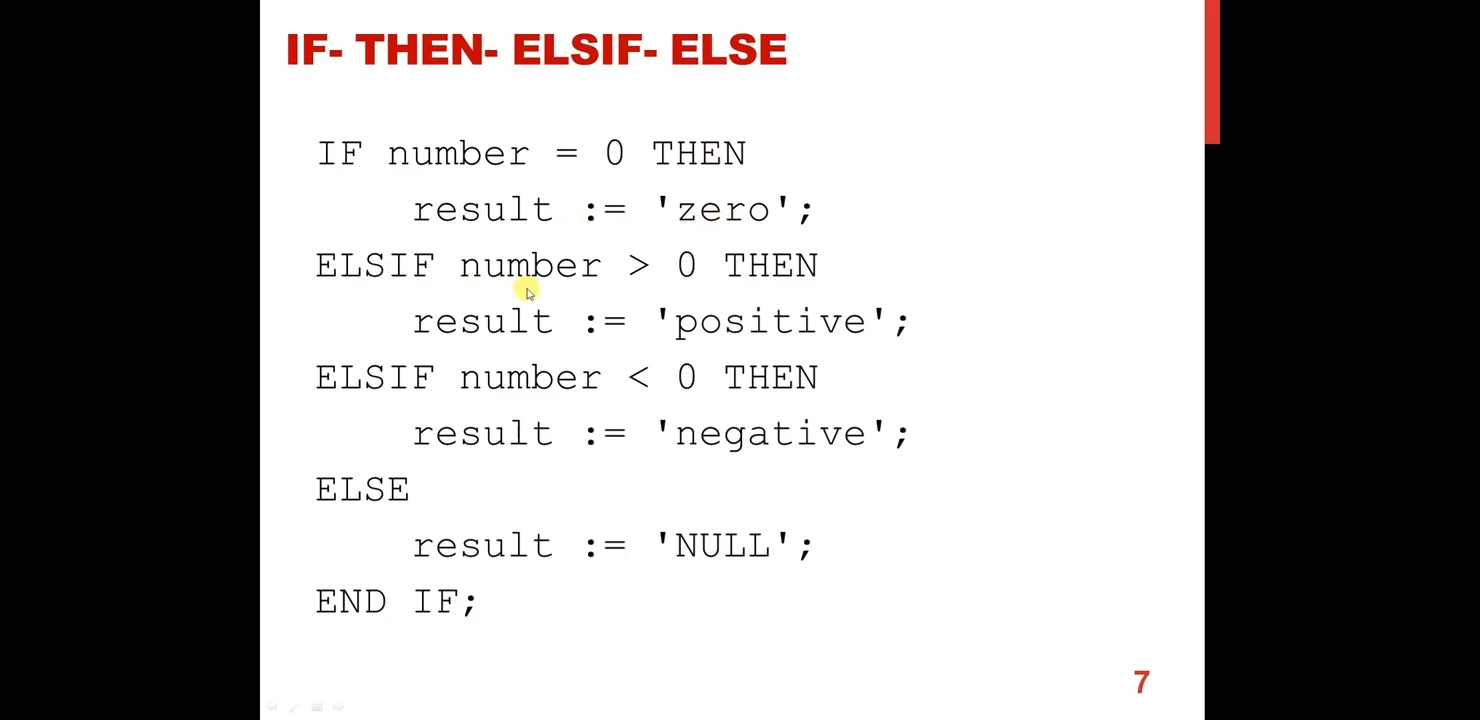 IF- THEN- ELSIF- ELSE
IF number = 0 THEN
result := 'zero';
ELSIF number > 0 THEN
result := 'positive';
ELSIF number < 0 THEN
result := 'negative';
ELSE
result := 'NULL';
END IF;
7